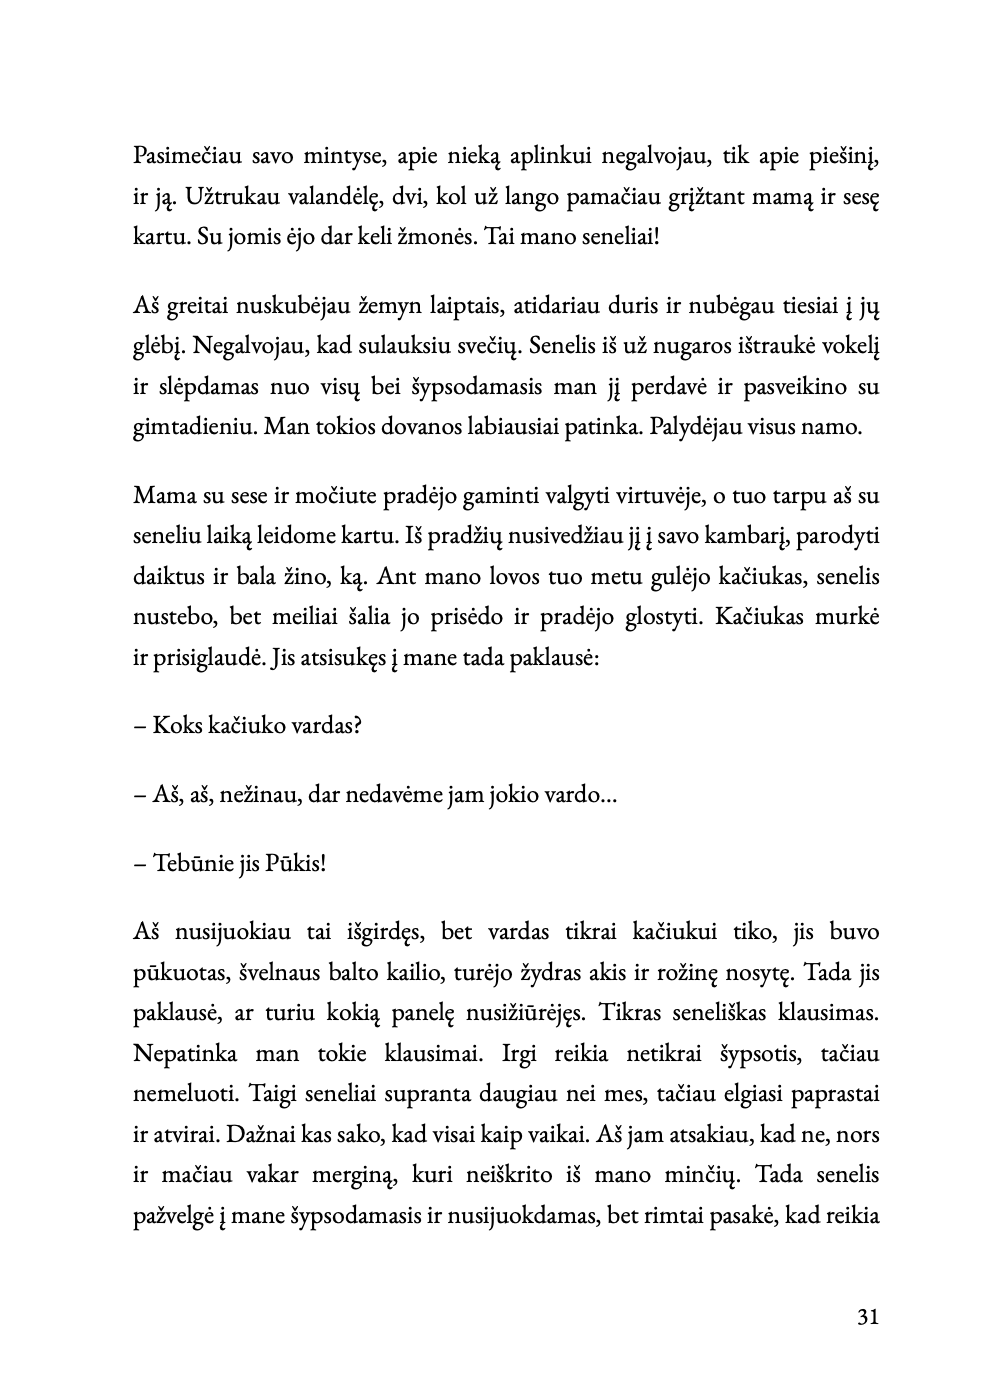 Pasimečiau savo mintyse, apie nieką aplinkui negalvojau, tik apie piešinį,
ir ją. Užtrukau valandėlę, dvi, kol už lango pamačiau grįžtant mamą ir sesę
kartu. Su jomis ėjo dar keli žmonės. Tai mano seneliai!
Aš greitai nuskubėjau žemyn laiptais, atidariau duris ir nubėgau tiesiai į jų
glėbį. Negalvojau, kad sulauksiu svečių. Senelis iš už nugaros ištraukė vokelį
ir slėpdamas nuo visų bei šypsodamasis man jį perdavė ir pasveikino su
gimtadieniu. Man tokios dovanos labiausiai patinka. Palydėjau visus namo.
Mama su sese ir močiute pradėjo gaminti valgyti virtuvėje, o tuo tarpu aš su
seneliu laiką leidome kartu. Iš pradžių nusivedžiau jį į savo kambarį, parodyti
daiktus ir bala žino, ką. Ant mano lovos tuo metu gulėjo kačiukas, senelis
nustebo, bet meiliai šalia jo prisėdo ir pradėjo glostyti. Kačiukas murkė
ir prisiglaudė. Jis atsisukęs į mane tada paklausė:
– Koks kačiuko vardas?
– Aš, aš, nežinau, dar nedavėme jam jokio vardo...
– Tebūnie jis Pūkis!
Aš nusijuokiau tai išgirdęs, bet vardas tikrai kačiukui tiko, jis buvo
pūkuotas, švelnaus balto kailio, turėjo žydras akis ir rožinę nosytę. Tada jis
paklausė, ar turiu kokią panelę nusižiūrėjęs. Tikras seneliškas klausimas.
Nepatinka man tokie klausimai. Irgi reikia netikrai šypsotis, tačiau
nemeluoti. Taigi seneliai supranta daugiau nei mes, tačiau elgiasi paprastai
ir atvirai. Dažnai kas sako, kad visai kaip vaikai. Aš jam atsakiau, kad ne, nors
ir mačiau vakar merginą, kuri neiškrito iš mano minčių. Tada senelis
pažvelgė į mane šypsodamasis ir nusijuokdamas, bet rimtai pasakė, kad reikia
31